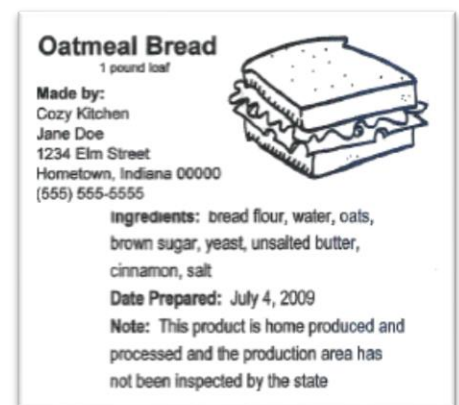 Oatmeal Bread
1 pound loaf
Made by:
Cozy Kitchen
Jane Doe
1234 Elm Street
Hometown, Indiana 00000
(555) 555-5555
Ingredients: bread flour, water, oats,
brown sugar, yeast, unsalted butter,
cinnamon, salt
Date Prepared: July 4, 2009
Note: This product is home produced and
processed and the production area has
not been inspected by the state